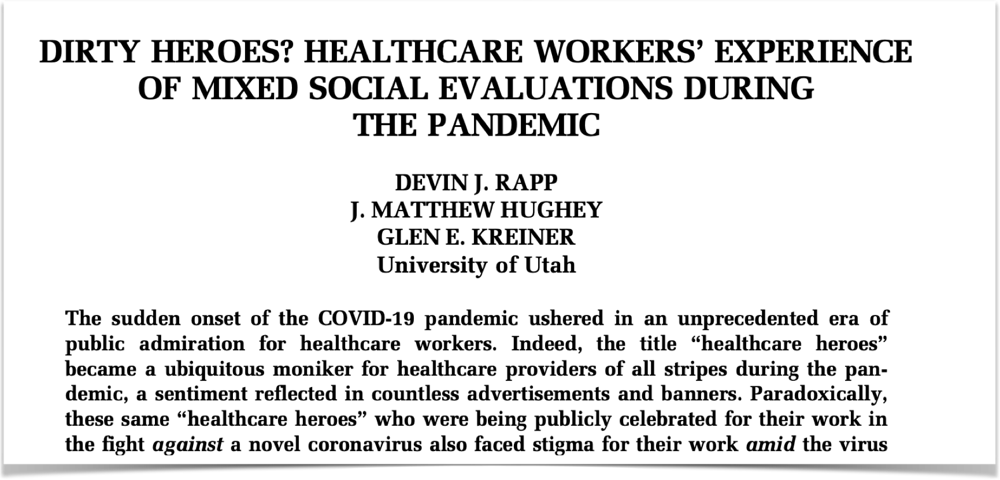 DIRTY HEROES? HEALTHCARE WORKERS’ EXPERIENCE
OF MIXED SOCIAL EVALUATIONS DURING
THE PANDEMIC
DEVIN J. RAPP
J. MATTHEW HUGHEY
GLEN E. KREINER
University of Utah
The sudden onset of the COVID-19 pandemic ushered in an unprecedented era of
public admiration for healthcare workers. Indeed, the title “healthcare heroes”
became a ubiquitous moniker for healthcare providers of all stripes during the pan-
demic, a sentiment reflected in countless advertisements and banners. Paradoxically,
these same “healthcare heroes” who were being publicly celebrated for their work in
the fight against a novel coronavirus also faced stigma for their work amid the virus